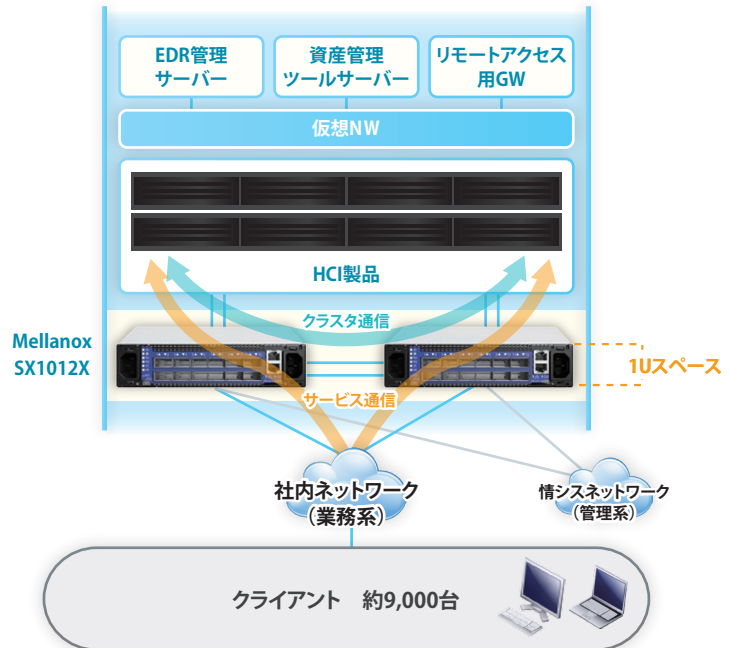 EDR管理
サーバー
資産管理
ツールサーバー
リモートアクセス
用GW
仮想NW
HCI製品
クラスタ通信
Mellanox
SX1012X
1Uスペース
サービス通信
社内ネットワーク
(業務系)
情シスネットワーク
(管理系)
クライアント 約9,000台